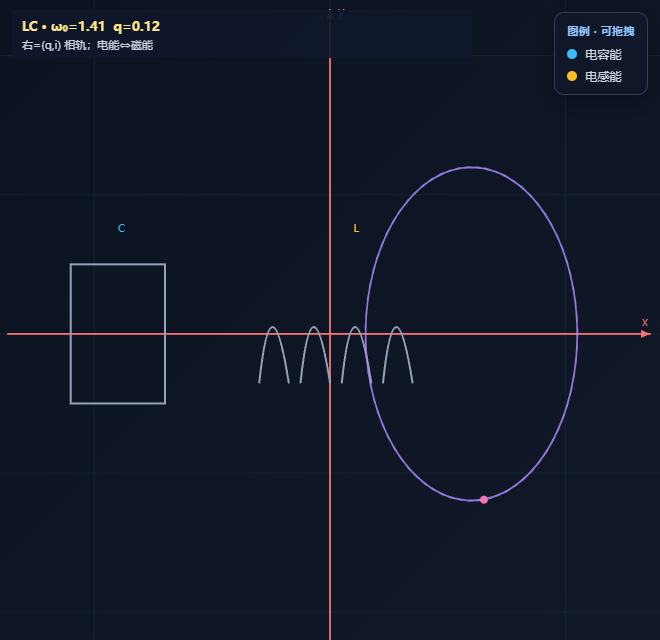 LC • ω₀=1.41 q=0.12
右=(q,i) 相轨; 电能⇔磁能
图例 · 可拖拽
电容能
电感能
C
L
x